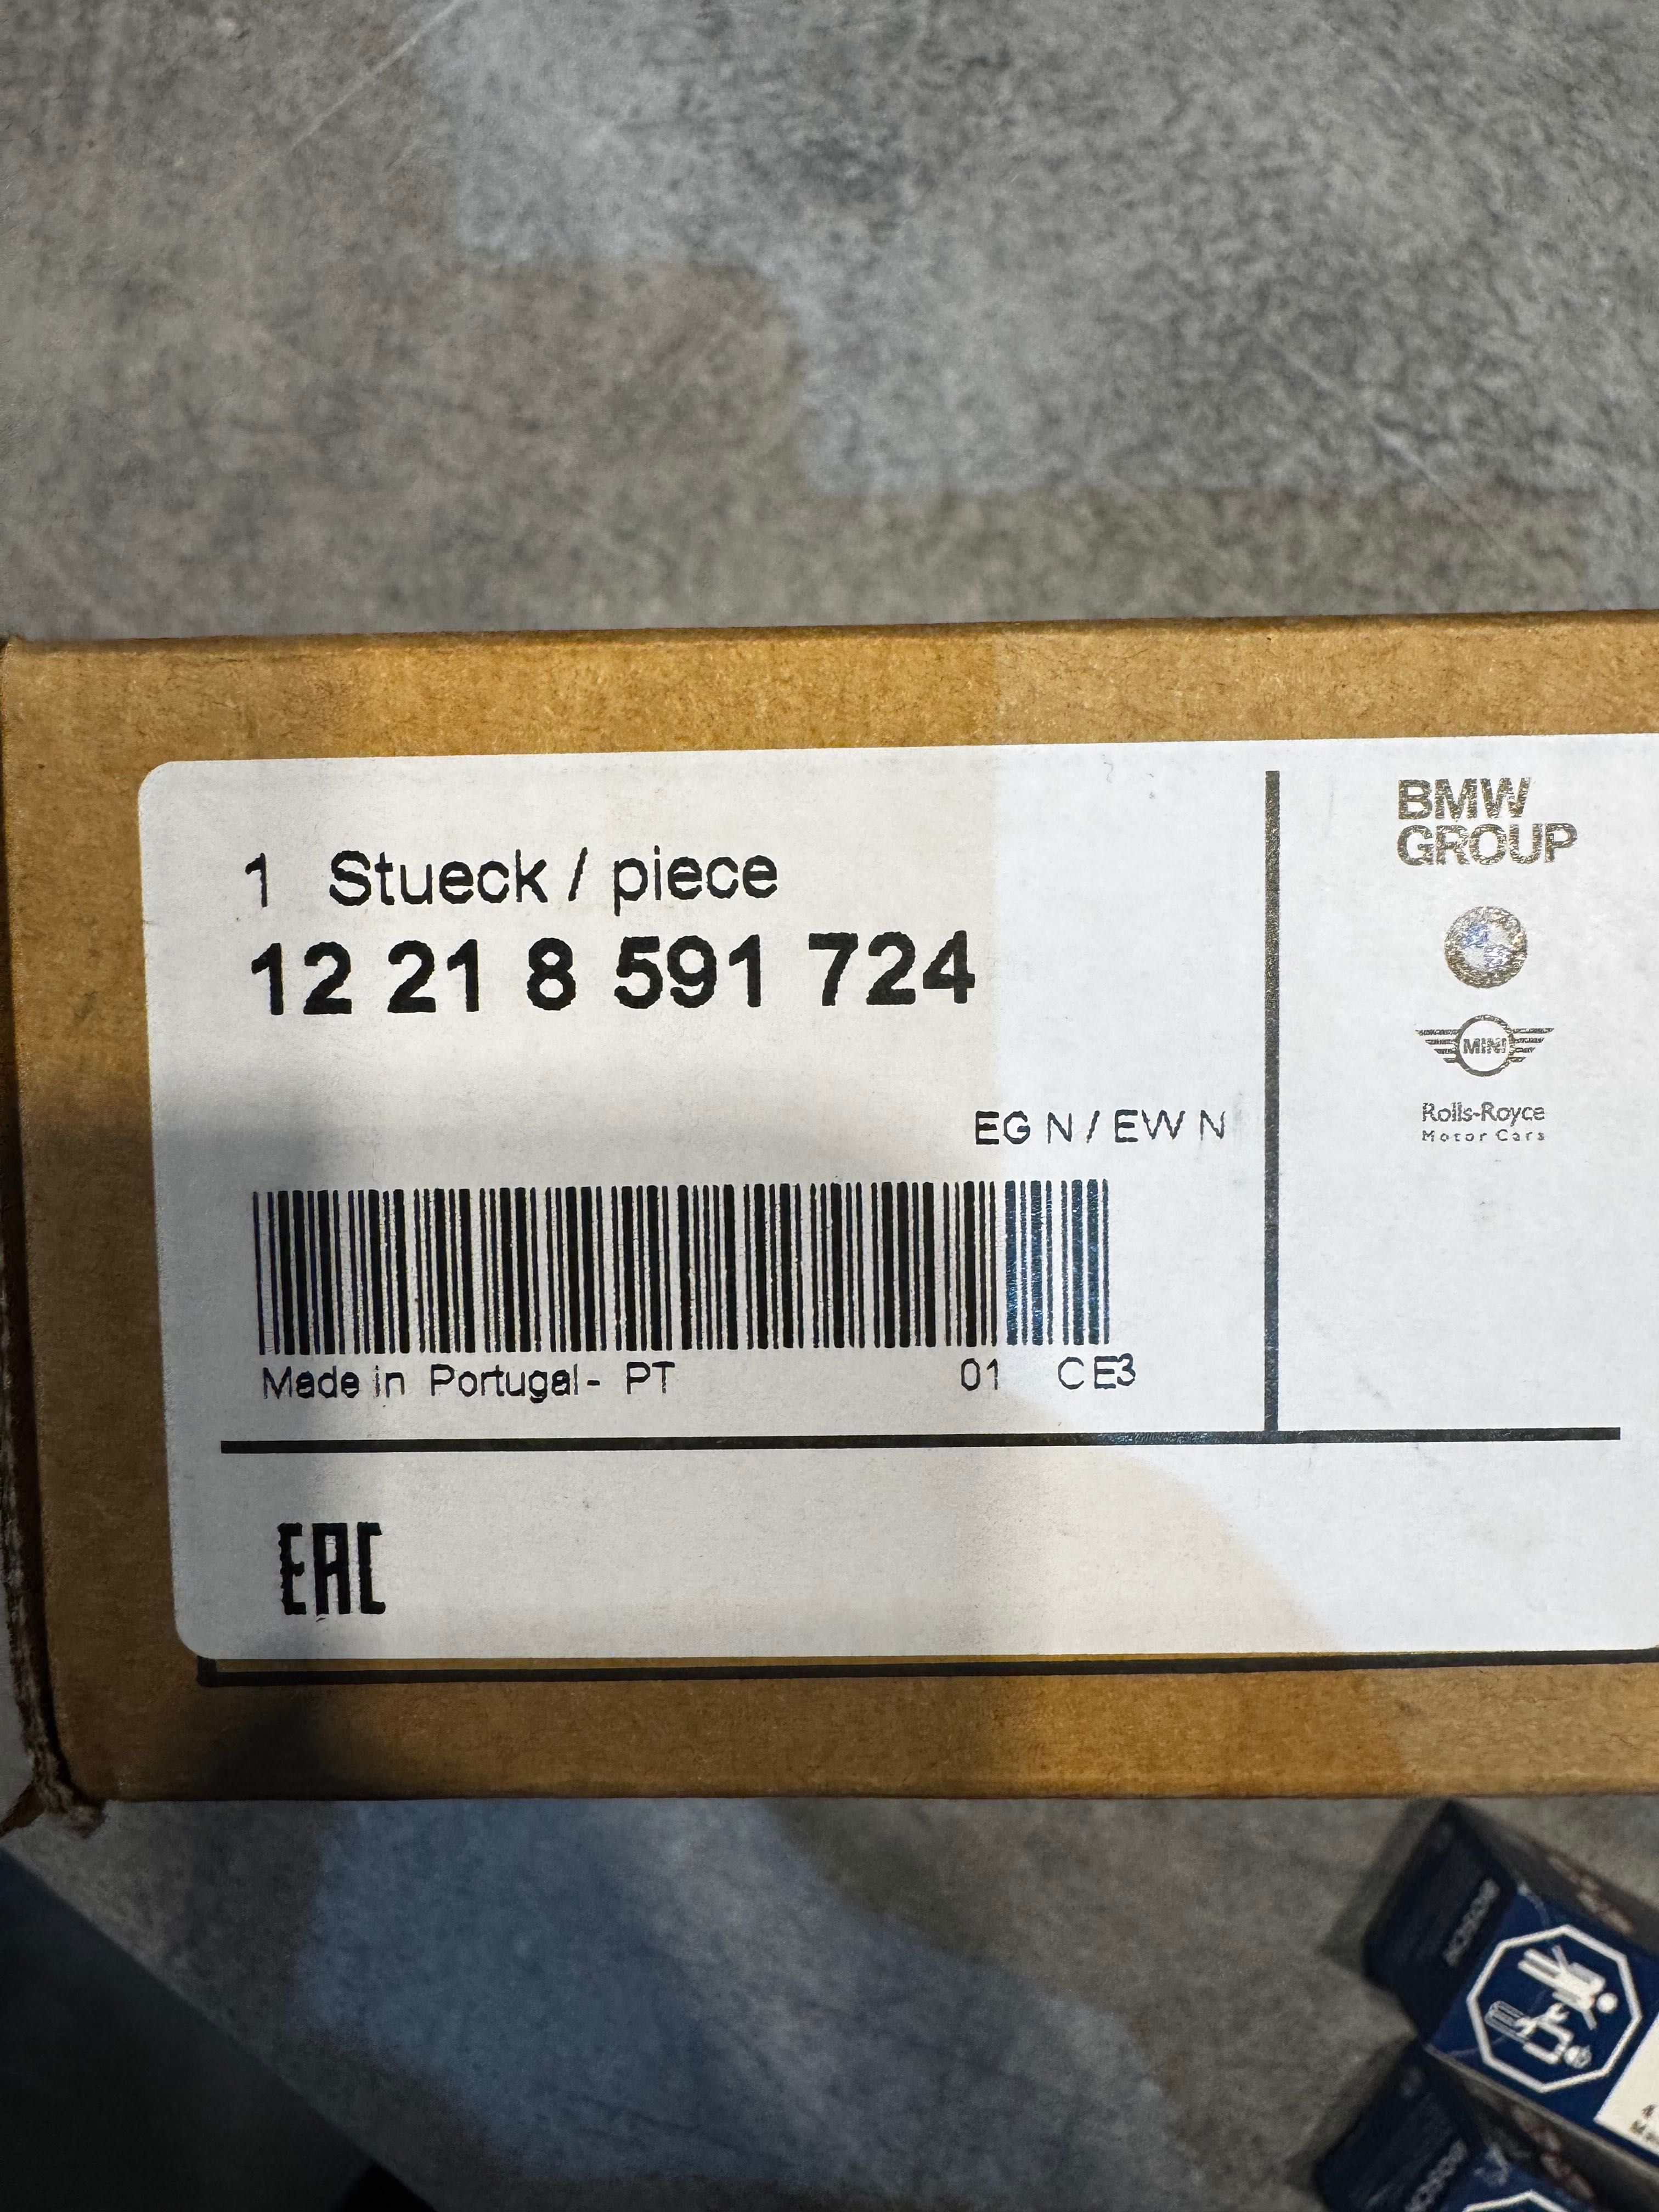 1 Stueck / piece
12 21 8 591 724
EG N / EW N
Made in Portugal - PT 01 CE3
EAC
BMW
GROUP
MINI
Rolls-Royce
Motor Cars